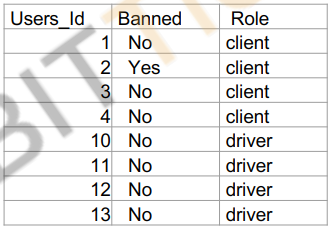 Users_Id Banned Role
1 No client
2 Yes client
3 No client
4 No client
10 No driver
11 No driver
12 No driver
13 No driver
BIT